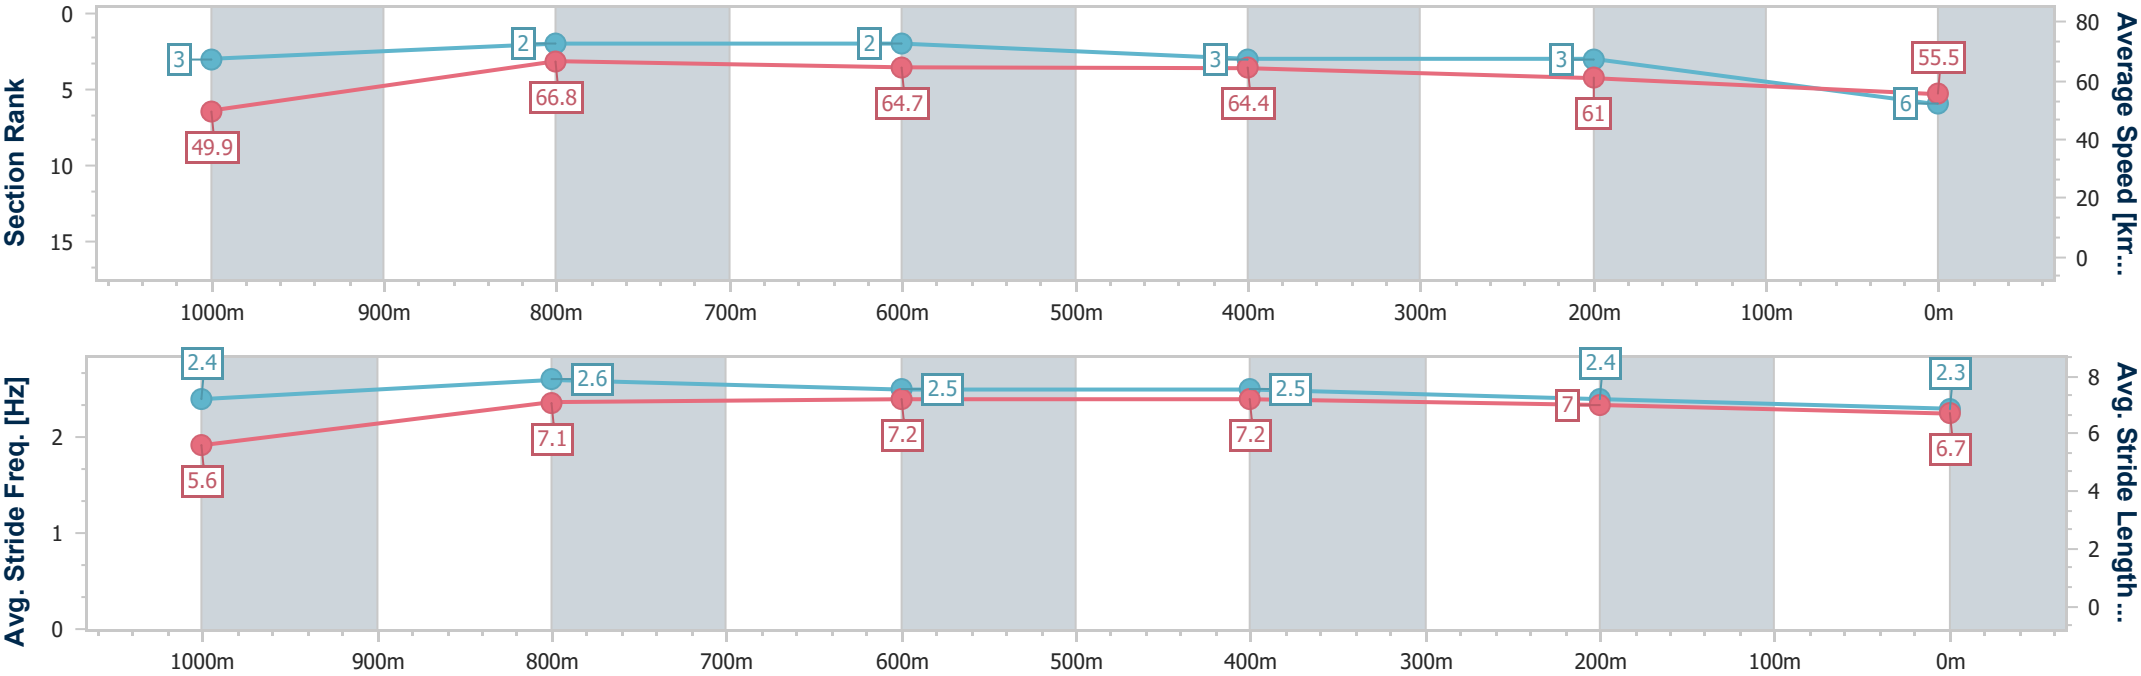 Section Rank
0
5
10
15
3
2
2
3
3
6
49.9
66.8
64.7
64.4
61
55.5
80
60
40
20
0
Average Speed [km...
1000m
900m
800m
700m
600m
500m
400m
300m
200m
100m
0m
Avg. Stride Freq. [Hz]
2
1
0
2.4
2.6
2.5
2.5
2.4
2.3
5.6
7.1
7.2
7.2
7
6.7
8
6
4
2
0
Avg. Stride Length ...
1000m
900m
800m
700m
600m
500m
400m
300m
200m
100m
0m